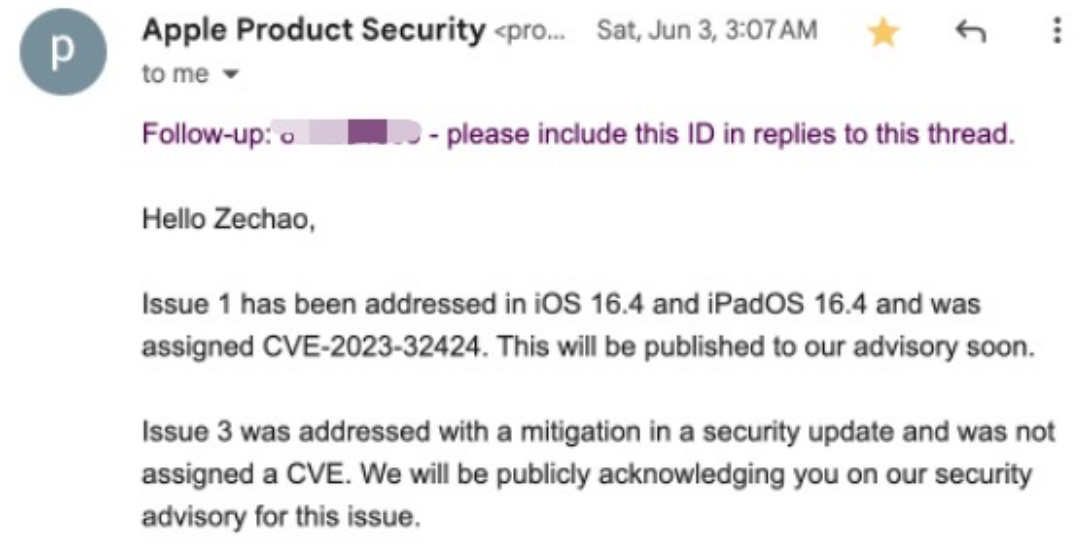 p
Apple Product Security <pro... Sat, Jun 3, 3:07 AM
to me
Follow-up: - please include this ID in replies to this thread.
Hello Zechao,
Issue 1 has been addressed in iOS 16.4 and iPadOS 16.4 and was
assigned CVE-2023-32424. This will be published to our advisory soon.
Issue 3 was addressed with a mitigation in a security update and was not
assigned a CVE. We will be publicly acknowledging you on our security
advisory for this issue.